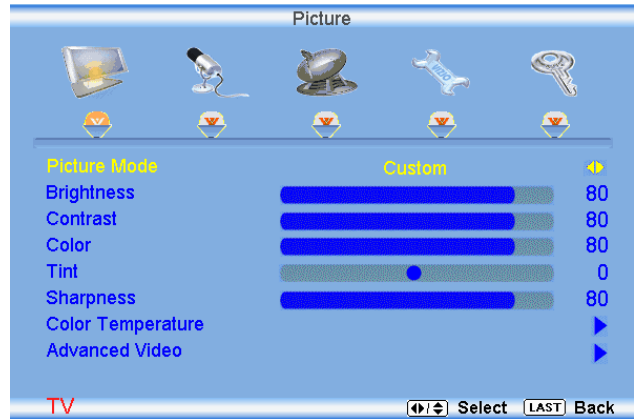 Picture
Picture Mode Custom
Brightness 80
Contrast 80
Color 80
Tint 0
Sharpness 80
Color Temperature
Advanced Video
TV Select LAST Back